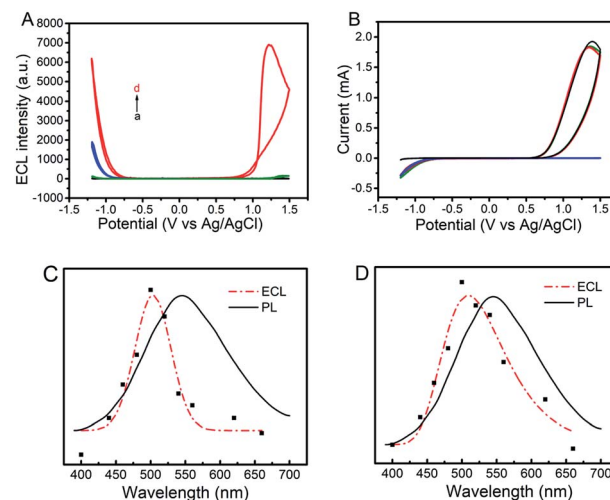 A
8000
7000
6000
5000
4000
3000
2000
1000
0
-1000
ECL intensity (a.u.)
d
a
-1.5 -1.0 -0.5 0.0 0.5 1.0 1.5
Potential (V vs Ag/AgCl)
B
2.0
1.5
1.0
0.5
0.0
-0.5
Current (mA)
-1.5 -1.0 -0.5 0.0 0.5 1.0 1.5
Potential (V vs Ag/AgCl)
C
ECL
PL
400 450 500 550 600 650 700
Wavelength (nm)
D
ECL
PL
350 400 450 500 550 600 650 700
Wavelength (nm)